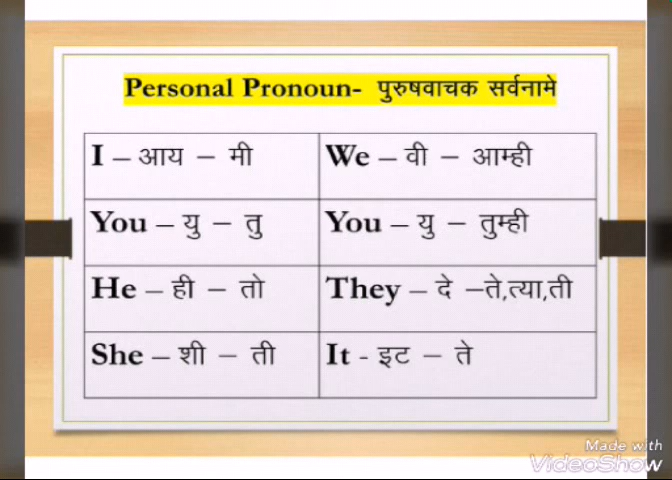 Personal Pronoun- पुरुषवाचक सर्वनामे
I – आय – मी
We – वी – आम्ही
You – यु – तु
You – यु – तुम्ही
He – ही – तो
They – दे –ते,त्या,ती
She – शी – ती
It - इट – ते
Made with
VideoShow